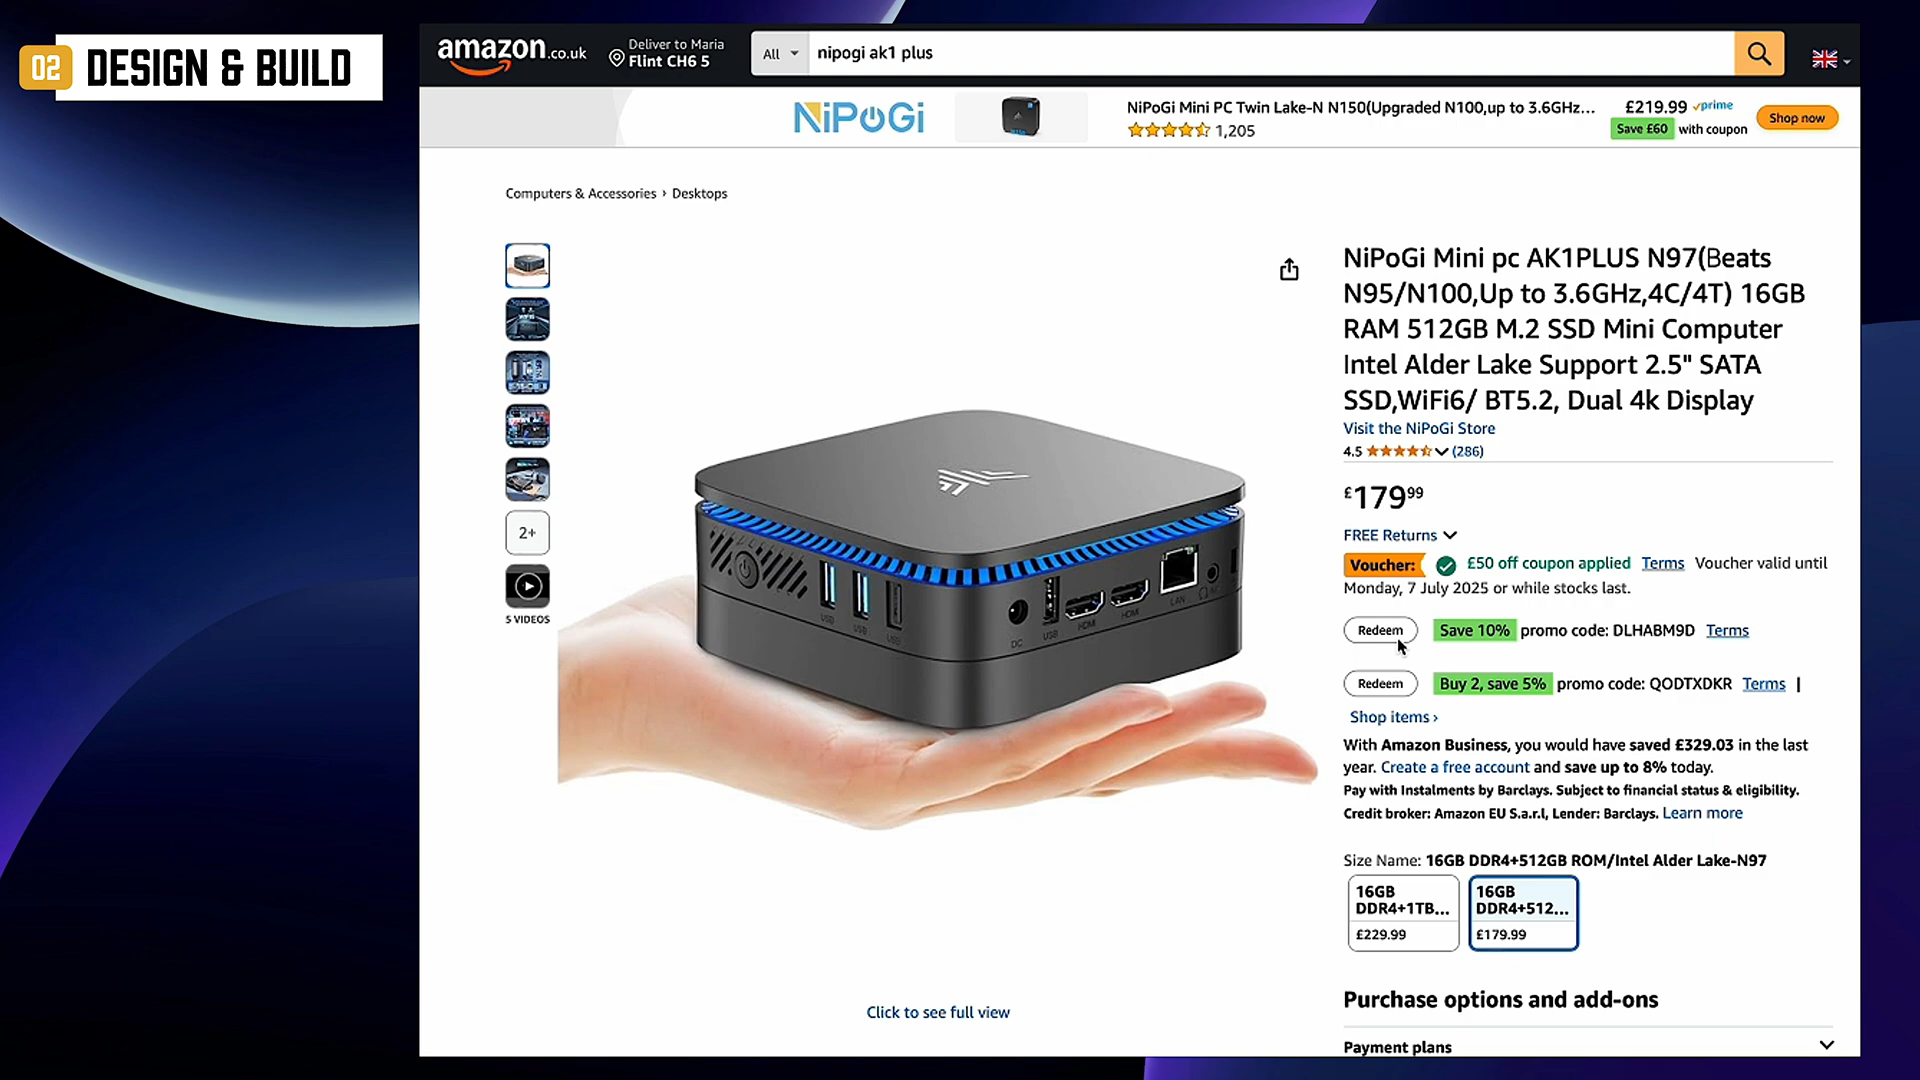 02 DESIGN & BUILD
amazon.co.uk
Deliver to Maria
Flint CH6 5
All
nipogi ak1 plus
NiPoGi
NiPoGi Mini PC Twin Lake-N N150(Upgraded N100,up to 3.6GHz...
1,205
£219.99 prime
Save £60 with coupon
Shop now
Computers & Accessories › Desktops
2+
5 VIDEOS
USB
USB
USB
DC
USB
HDMI
HDMI
LAN
Click to see full view
NiPoGi Mini pc AK1PLUS N97(Beats
N95/N100,Up to 3.6GHz,4C/4T) 16GB
RAM 512GB M.2 SSD Mini Computer
Intel Alder Lake Support 2.5" SATA
SSD,WiFi6/ BT5.2, Dual 4k Display
Visit the NiPoGi Store
4.5 (286)
£179.99
FREE Returns
Voucher: £50 off coupon applied Terms Voucher valid until
Monday, 7 July 2025 or while stocks last.
Redeem Save 10% promo code: DLHABM9D Terms
Redeem Buy 2, save 5% promo code: QODTXDKR Terms |
Shop items ›
With Amazon Business, you would have saved £329.03 in the last
year. Create a free account and save up to 8% today.
Pay with Instalments by Barclays. Subject to financial status & eligibility.
Credit broker: Amazon EU S.a.r.l, Lender: Barclays. Learn more
Size Name: 16GB DDR4+512GB ROM/Intel Alder Lake-N97
16GB
DDR4+1TB...
£229.99
16GB
DDR4+512...
£179.99
Purchase options and add-ons
Payment plans